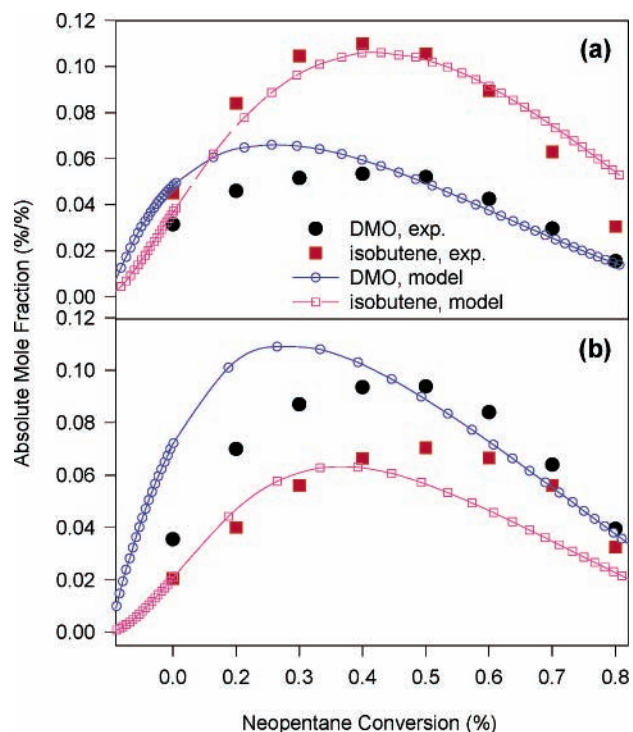 (a)
0.12
0.10
0.08
0.06
0.04
0.02
0.00
DMO, exp.
isobutene, exp.
DMO, model
isobutene, model
Absolute Mole Fraction (%/%)
(b)
0.12
0.10
0.08
0.06
0.04
0.02
0.00
0.0 0.2 0.3 0.4 0.5 0.6 0.7 0.8
Neopentane Conversion (%)